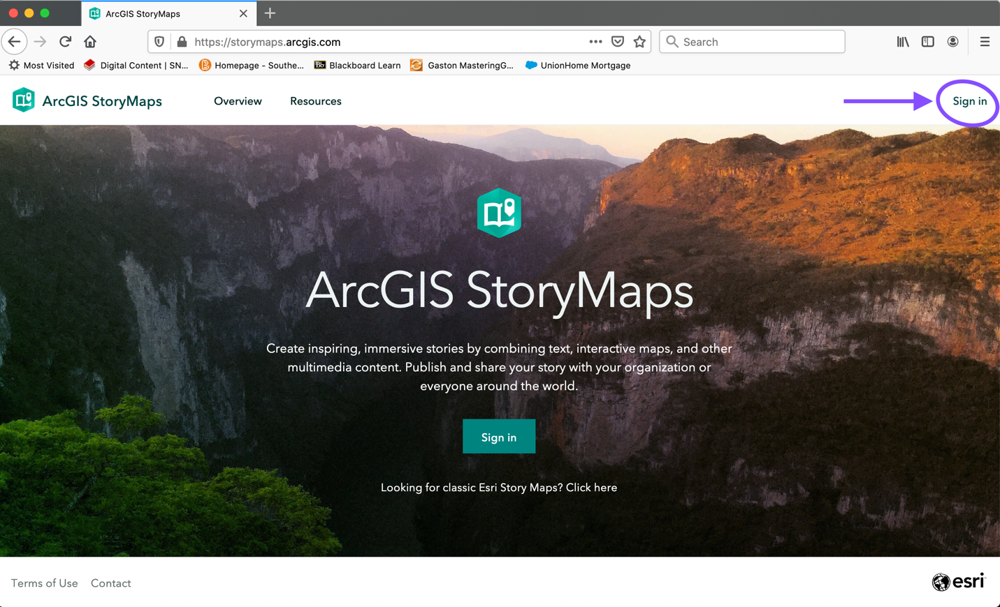 ArcGIS StoryMaps
https://storymaps.arcgis.com
Search
Most Visited
Digital Content | SN...
Homepage - Southe...
Bb Blackboard Learn
Gaston MasteringG...
UnionHome Mortgage
ArcGIS StoryMaps
Overview
Resources
Sign in
ArcGIS StoryMaps
Create inspiring, immersive stories by combining text, interactive maps, and other
multimedia content. Publish and share your story with your organization or
everyone around the world.
Sign in
Looking for classic Esri Story Maps? Click here
Terms of Use
Contact
esri